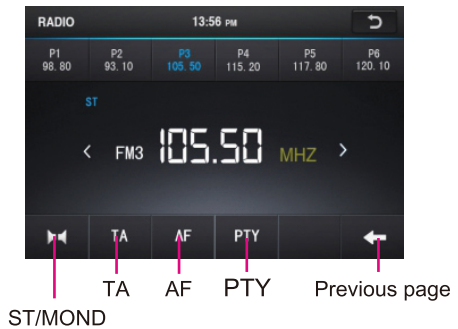 RADIO 13:56 PM
P1 P2 P3 P4 P5 P6
98.80 93.10 105.50 115.20 117.80 120.10
ST
FM3 105.50 MHZ
TA AF PTY
TA AF PTY Previous page
ST/MOND